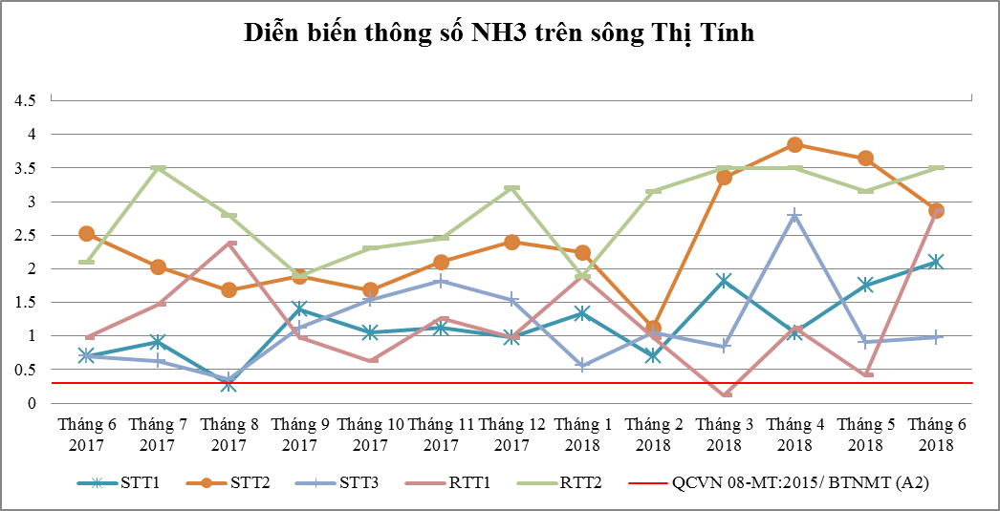 Diễn biến thông số NH3 trên sông Thị Tính
4.5
4
3.5
3
2.5
2
1.5
1
0.5
0
Tháng 6 Tháng 7 Tháng 8 Tháng 9 Tháng 10 Tháng 11 Tháng 12 Tháng 1 Tháng 2 Tháng 3 Tháng 4 Tháng 5 Tháng 6
2017 2017 2017 2017 2017 2017 2017 2018 2018 2018 2018 2018 2018
STT1 STT2 STT3 RTT1 RTT2 QCVN 08-MT:2015/ BTNMT (A2)